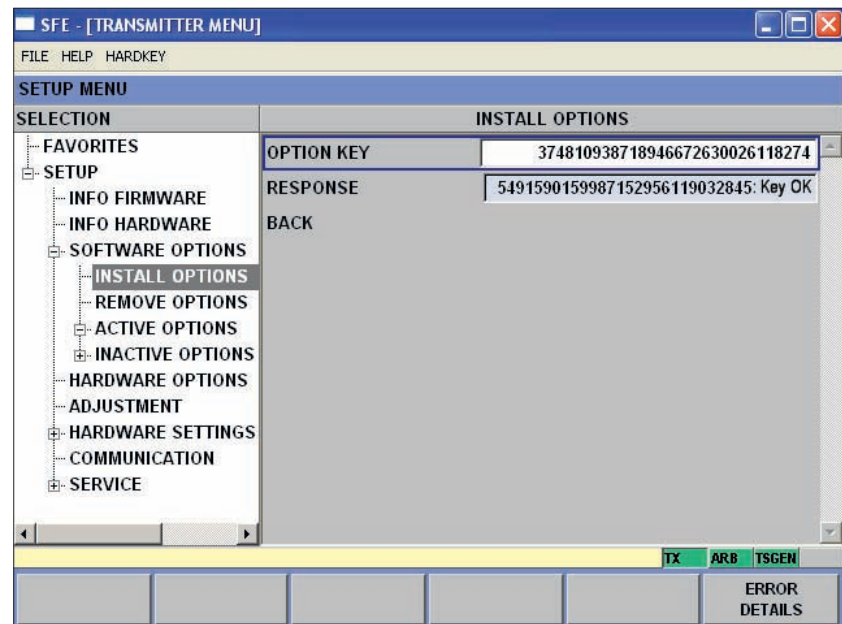 SFE - [TRANSMITTER MENU]
FILE HELP HARDKEY
SETUP MENU
SELECTION
INSTALL OPTIONS
FAVORITES
SETUP
INFO FIRMWARE
INFO HARDWARE
SOFTWARE OPTIONS
INSTALL OPTIONS
REMOVE OPTIONS
ACTIVE OPTIONS
INACTIVE OPTIONS
HARDWARE OPTIONS
ADJUSTMENT
HARDWARE SETTINGS
COMMUNICATION
SERVICE
OPTION KEY 374810938718946672630026118274
RESPONSE 5491590159987152956119032845: Key OK
BACK
TX ARB TSGEN
ERROR
DETAILS